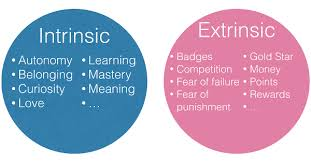 Intrinsic
• Autonomy
• Belonging
• Curiosity
• Love
• Learning
• Mastery
• Meaning
• ...
Extrinsic
• Badges
• Competition
• Fear of failure
• Fear of
punishment
• Gold Star
• Money
• Points
• Rewards
• ...